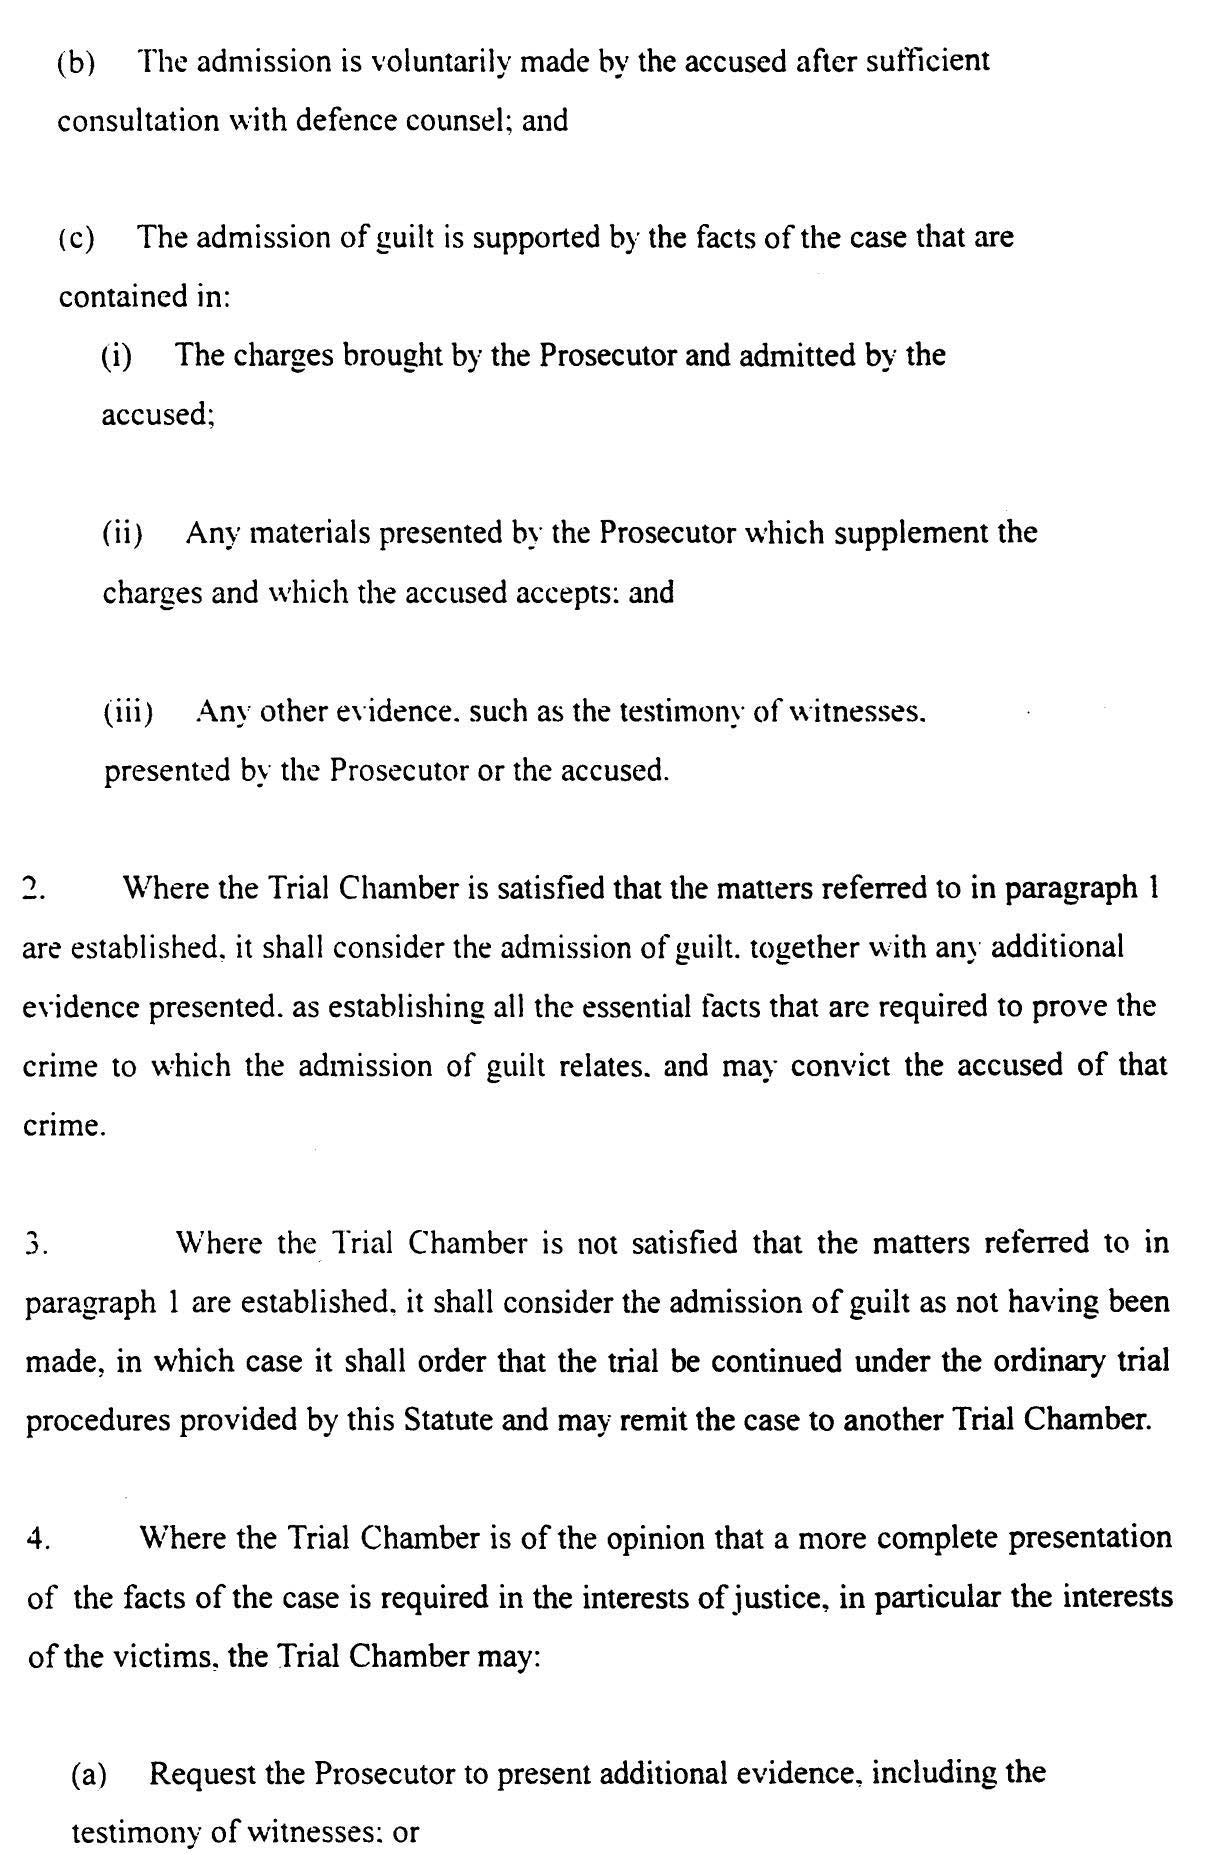 (b) The admission is voluntarily made by the accused after sufficient
consultation with defence counsel; and
(c) The admission of guilt is supported by the facts of the case that are
contained in:
(i) The charges brought by the Prosecutor and admitted by the
accused;
(ii) Any materials presented by the Prosecutor which supplement the
charges and which the accused accepts: and
(iii) Any other evidence. such as the testimony of witnesses.
presented by the Prosecutor or the accused.
2. Where the Trial Chamber is satisfied that the matters referred to in paragraph 1
are established, it shall consider the admission of guilt. together with any additional
evidence presented. as establishing all the essential facts that are required to prove the
crime to which the admission of guilt relates. and may convict the accused of that
crime.
3. Where the Trial Chamber is not satisfied that the matters referred to in
paragraph 1 are established, it shall consider the admission of guilt as not having been
made, in which case it shall order that the trial be continued under the ordinary trial
procedures provided by this Statute and may remit the case to another Trial Chamber.
4. Where the Trial Chamber is of the opinion that a more complete presentation
of the facts of the case is required in the interests of justice, in particular the interests
of the victims, the Trial Chamber may:
(a) Request the Prosecutor to present additional evidence, including the
testimony of witnesses: or